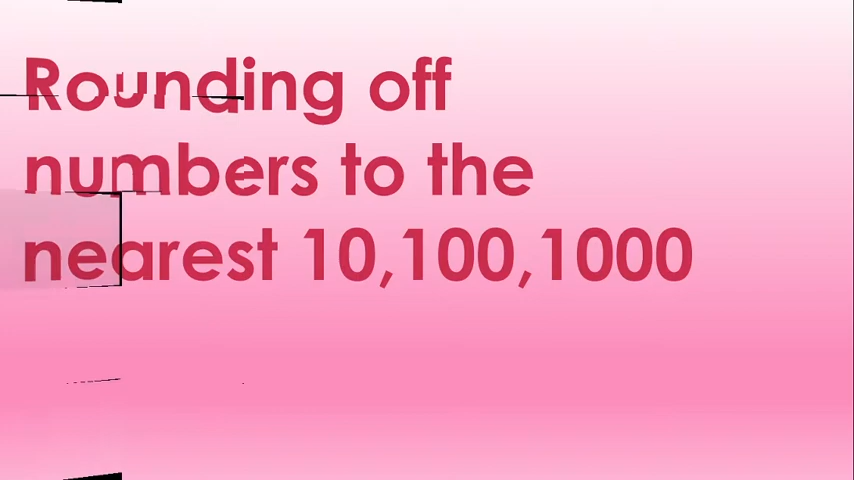 Rounding off
numbers to the
nearest 10,100,1000